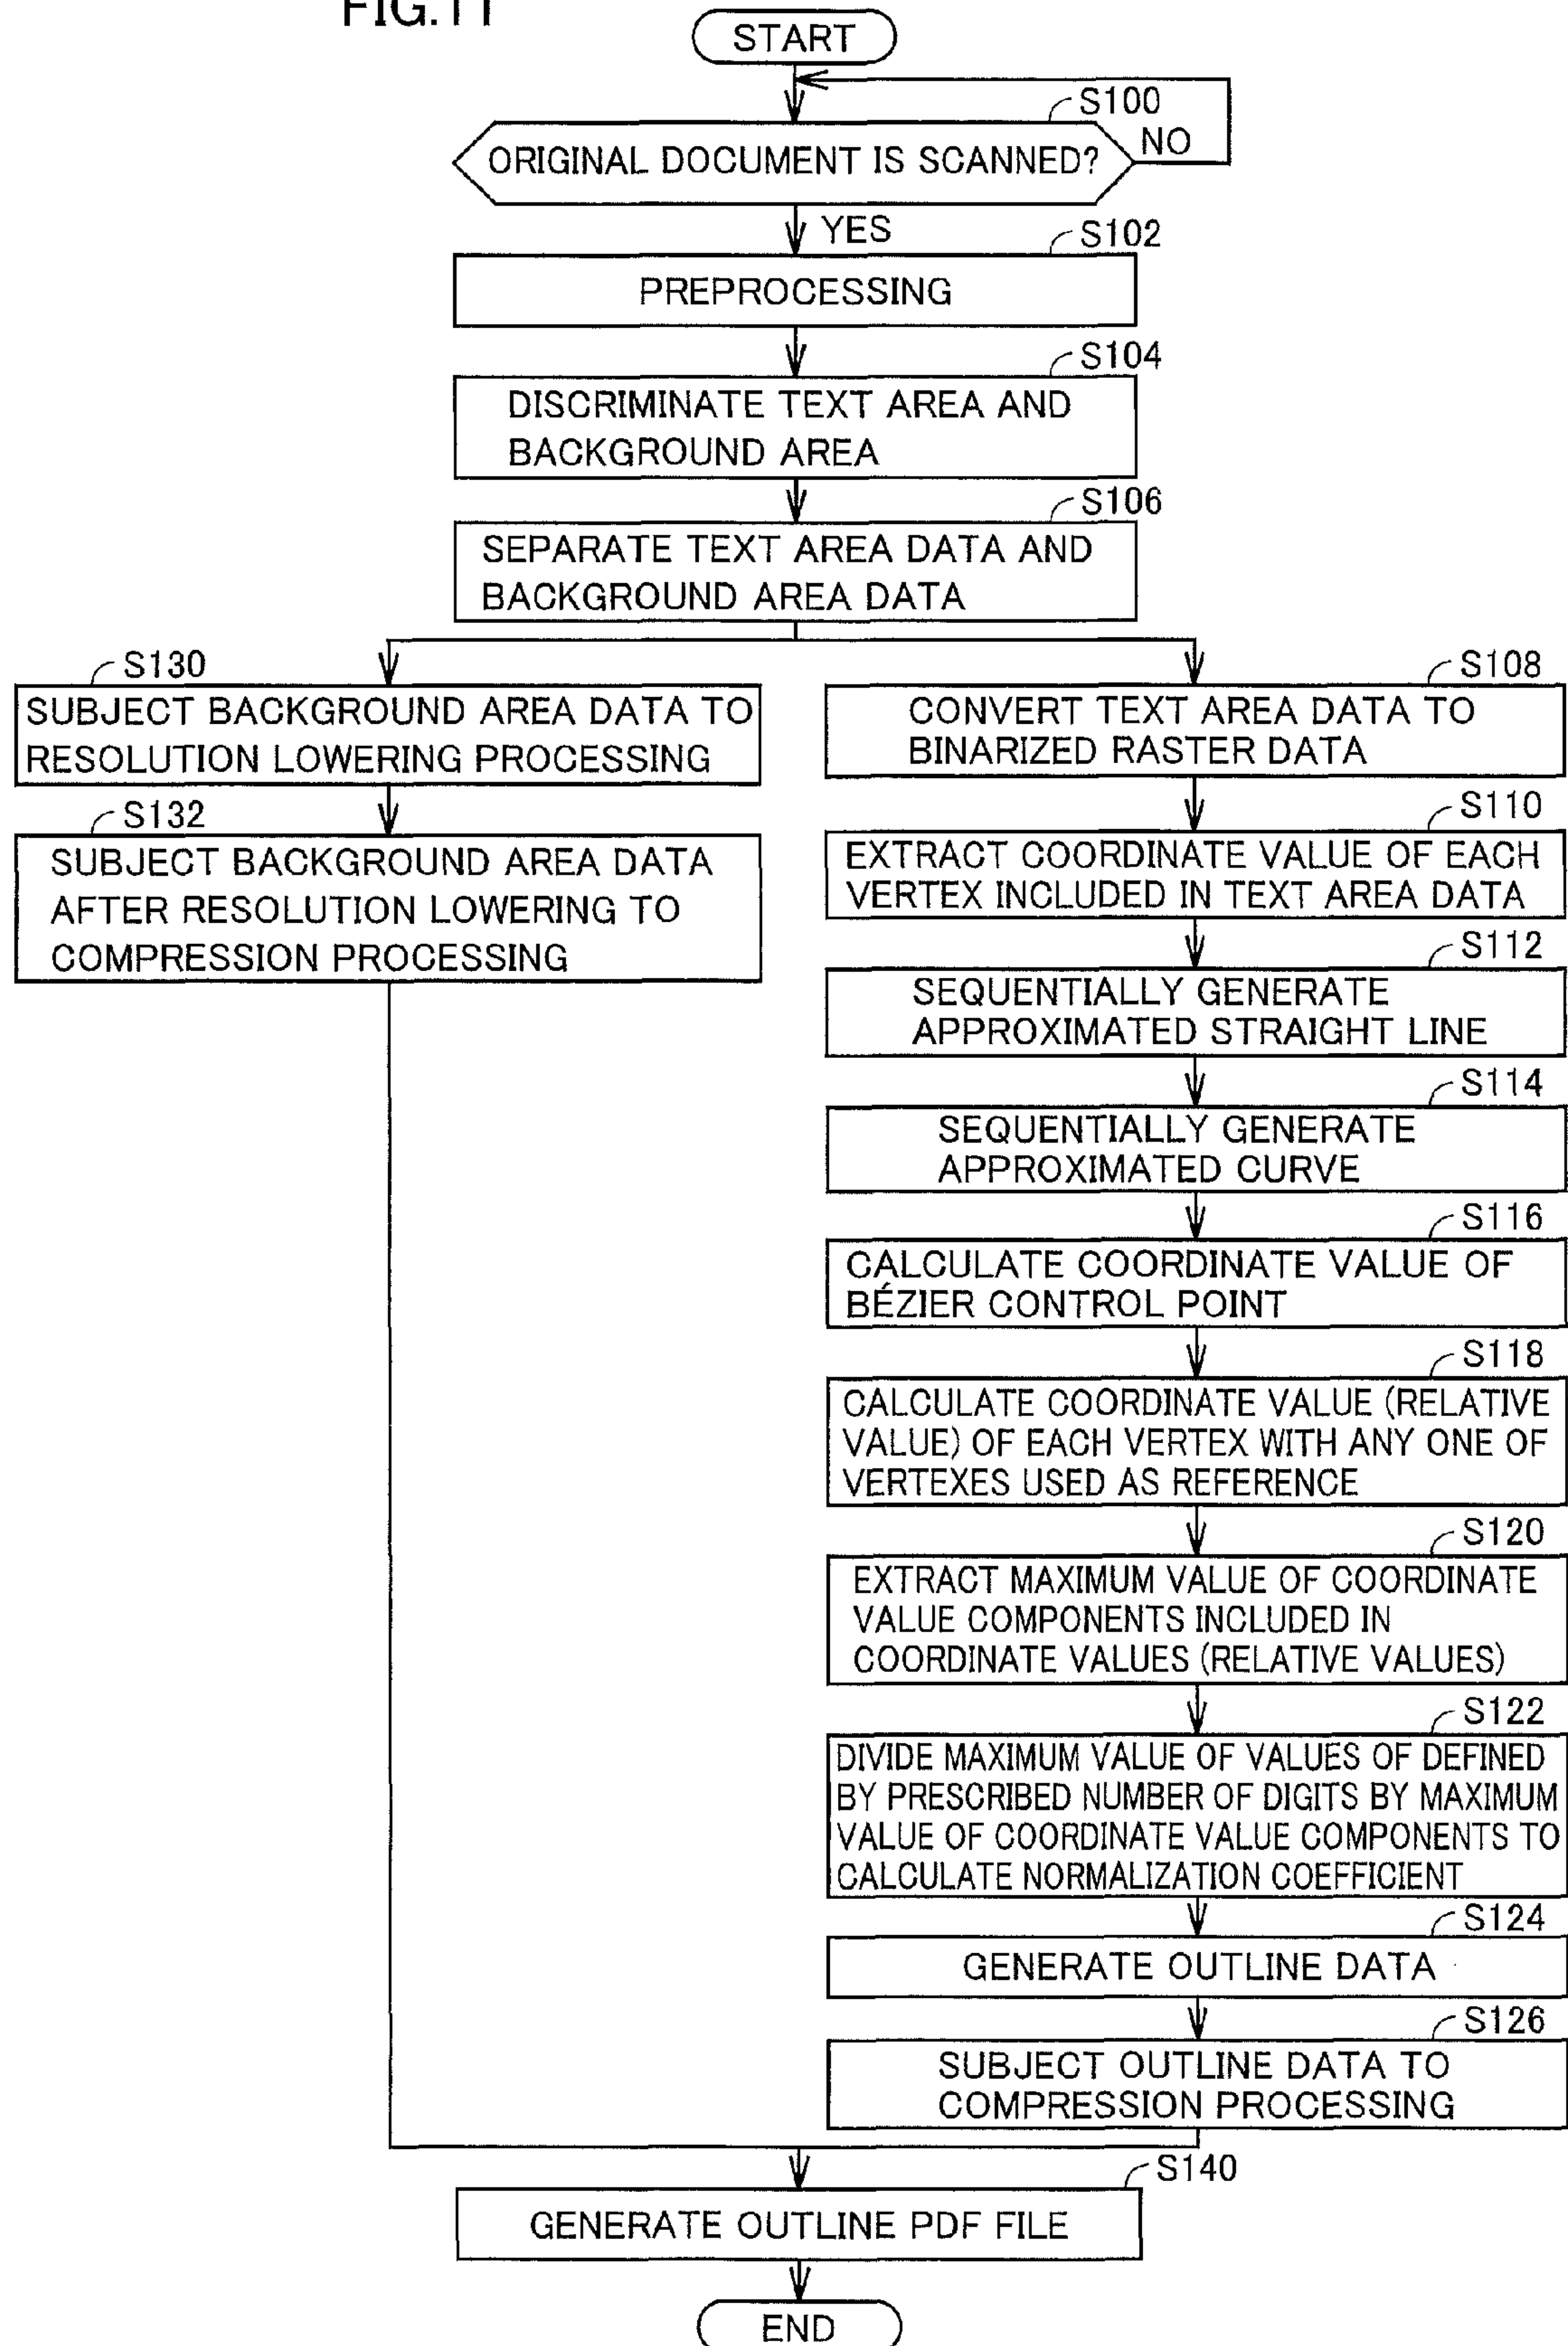 FIG.11
START
S100
ORIGINAL DOCUMENT IS SCANNED?
NO
YES
S102
PREPROCESSING
S104
DISCRIMINATE TEXT AREA AND
BACKGROUND AREA
S106
SEPARATE TEXT AREA DATA AND
BACKGROUND AREA DATA
S130
SUBJECT BACKGROUND AREA DATA TO
RESOLUTION LOWERING PROCESSING
S132
SUBJECT BACKGROUND AREA DATA
AFTER RESOLUTION LOWERING TO
COMPRESSION PROCESSING
S108
CONVERT TEXT AREA DATA TO
BINARIZED RASTER DATA
S110
EXTRACT COORDINATE VALUE OF EACH
VERTEX INCLUDED IN TEXT AREA DATA
S112
SEQUENTIALLY GENERATE
APPROXIMATED STRAIGHT LINE
S114
SEQUENTIALLY GENERATE
APPROXIMATED CURVE
S116
CALCULATE COORDINATE VALUE OF
BÉZIER CONTROL POINT
S118
CALCULATE COORDINATE VALUE (RELATIVE
VALUE) OF EACH VERTEX WITH ANY ONE OF
VERTEXES USED AS REFERENCE
S120
EXTRACT MAXIMUM VALUE OF COORDINATE
VALUE COMPONENTS INCLUDED IN
COORDINATE VALUES (RELATIVE VALUES)
S122
DIVIDE MAXIMUM VALUE OF VALUES OF DEFINED
BY PRESCRIBED NUMBER OF DIGITS BY MAXIMUM
VALUE OF COORDINATE VALUE COMPONENTS TO
CALCULATE NORMALIZATION COEFFICIENT
S124
GENERATE OUTLINE DATA
S126
SUBJECT OUTLINE DATA TO
COMPRESSION PROCESSING
S140
GENERATE OUTLINE PDF FILE
END